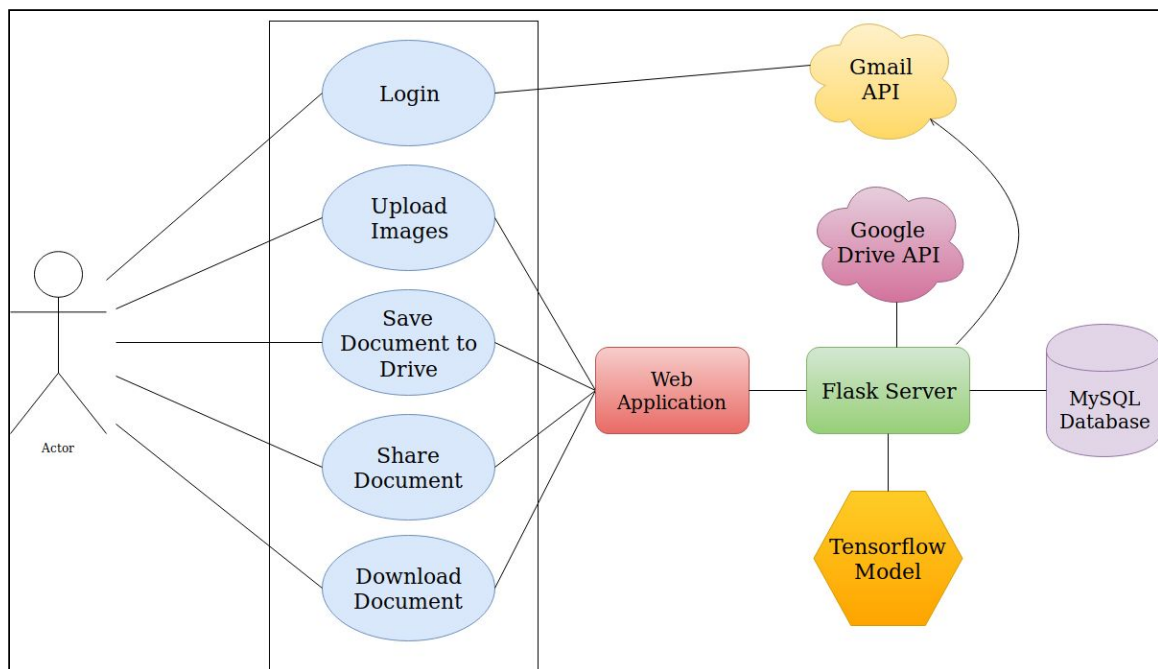 Login
Upload
Images
Save
Document to
Drive
Share
Document
Download
Document
Actor
Web
Application
Gmail
API
Google
Drive API
Flask Server
MySQL
Database
Tensorflow
Model